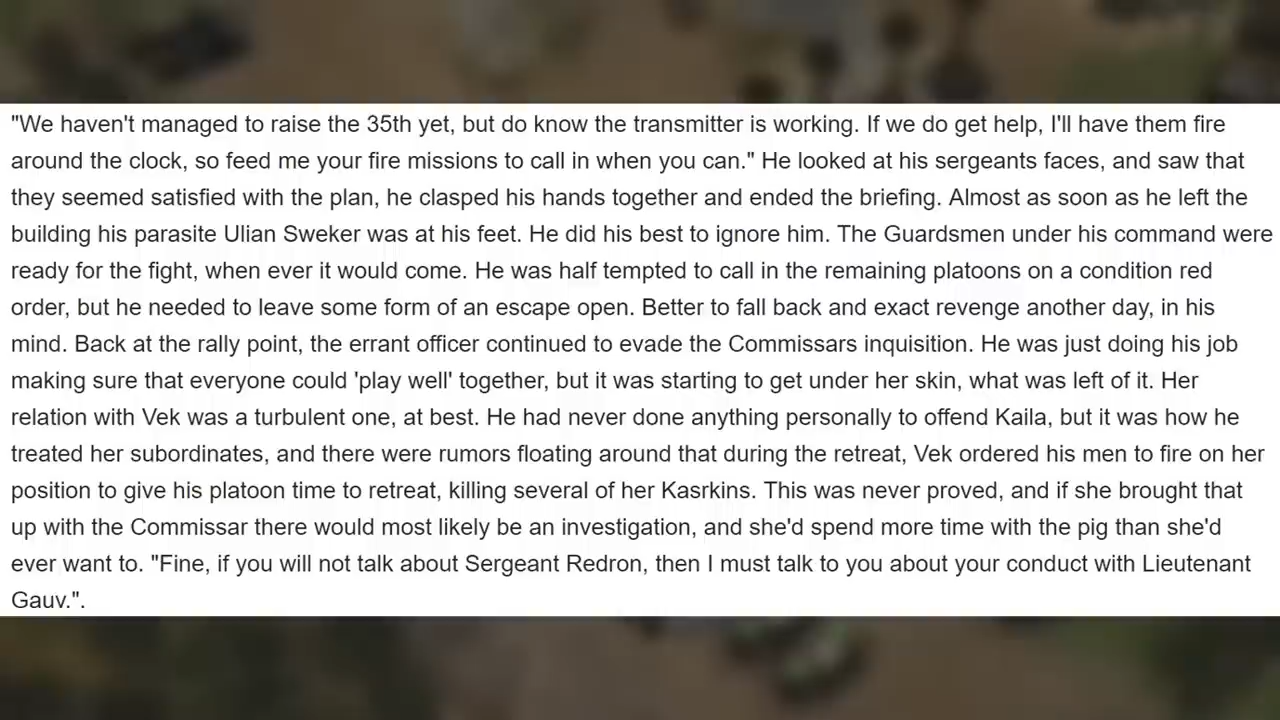 "We haven't managed to raise the 35th yet, but do know the transmitter is working. If we do get help, I'll have them fire
around the clock, so feed me your fire missions to call in when you can." He looked at his sergeants faces, and saw that
they seemed satisfied with the plan, he clasped his hands together and ended the briefing. Almost as soon as he left the
building his parasite Ulian Sweker was at his feet. He did his best to ignore him. The Guardsmen under his command were
ready for the fight, when ever it would come. He was half tempted to call in the remaining platoons on a condition red
order, but he needed to leave some form of an escape open. Better to fall back and exact revenge another day, in his
mind. Back at the rally point, the errant officer continued to evade the Commissars inquisition. He was just doing his job
making sure that everyone could 'play well' together, but it was starting to get under her skin, what was left of it. Her
relation with Vek was a turbulent one, at best. He had never done anything personally to offend Kaila, but it was how he
treated her subordinates, and there were rumors floating around that during the retreat, Vek ordered his men to fire on her
position to give his platoon time to retreat, killing several of her Kasrkins. This was never proved, and if she brought that
up with the Commissar there would most likely be an investigation, and she'd spend more time with the pig than she'd
ever want to. "Fine, if you will not talk about Sergeant Redron, then I must talk to you about your conduct with Lieutenant
Gauv.".